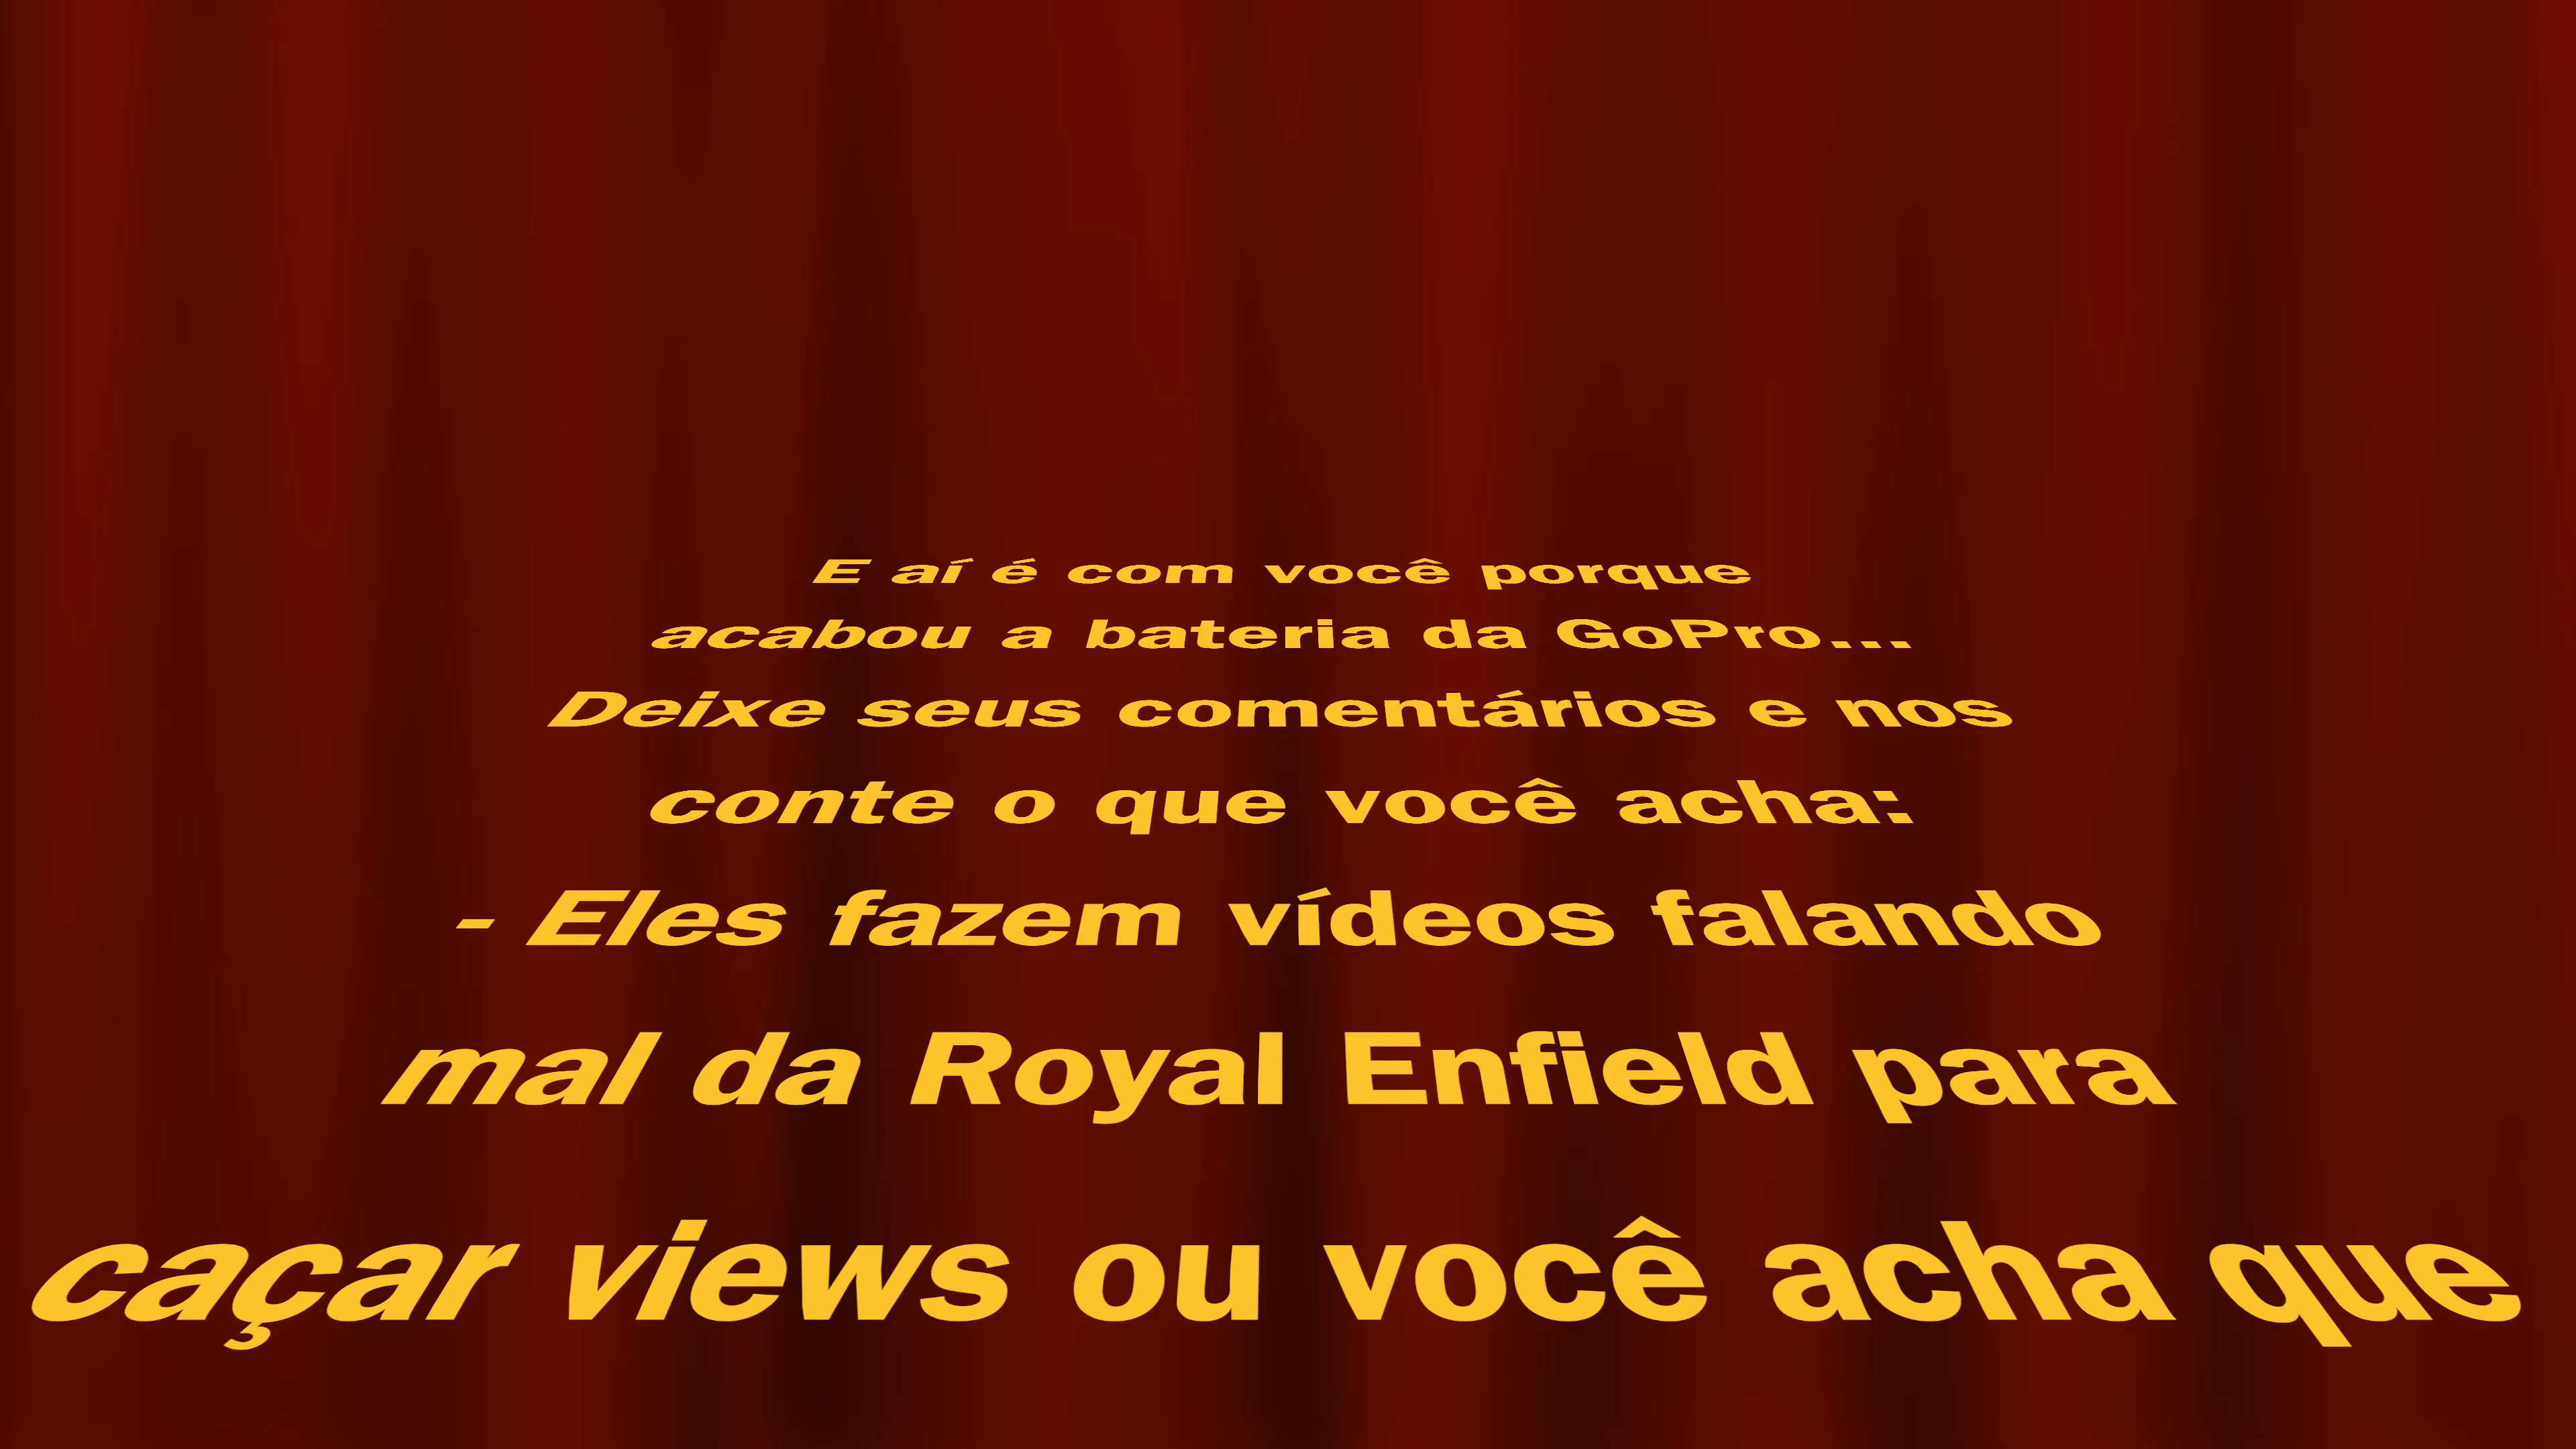 E aí é com você porque
acabou a bateria da GoPro...
Deixe seus comentários e nos
conte o que você acha:
- Eles fazem vídeos falando
mal da Royal Enfield para
caçar views ou você acha que